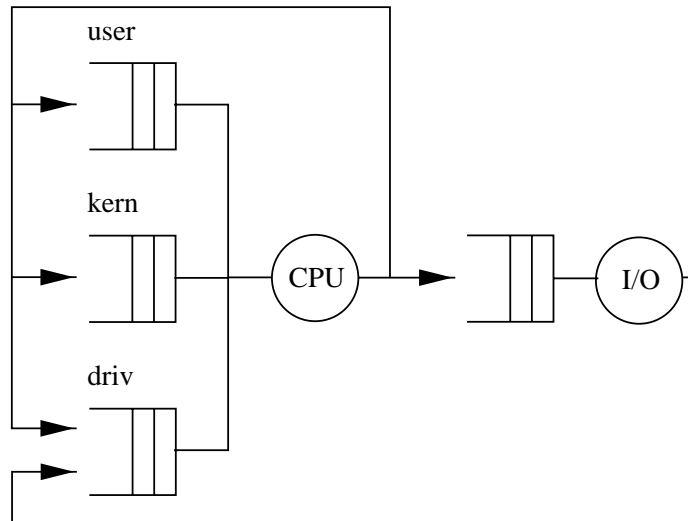 user
kern
CPU
I/O
driv